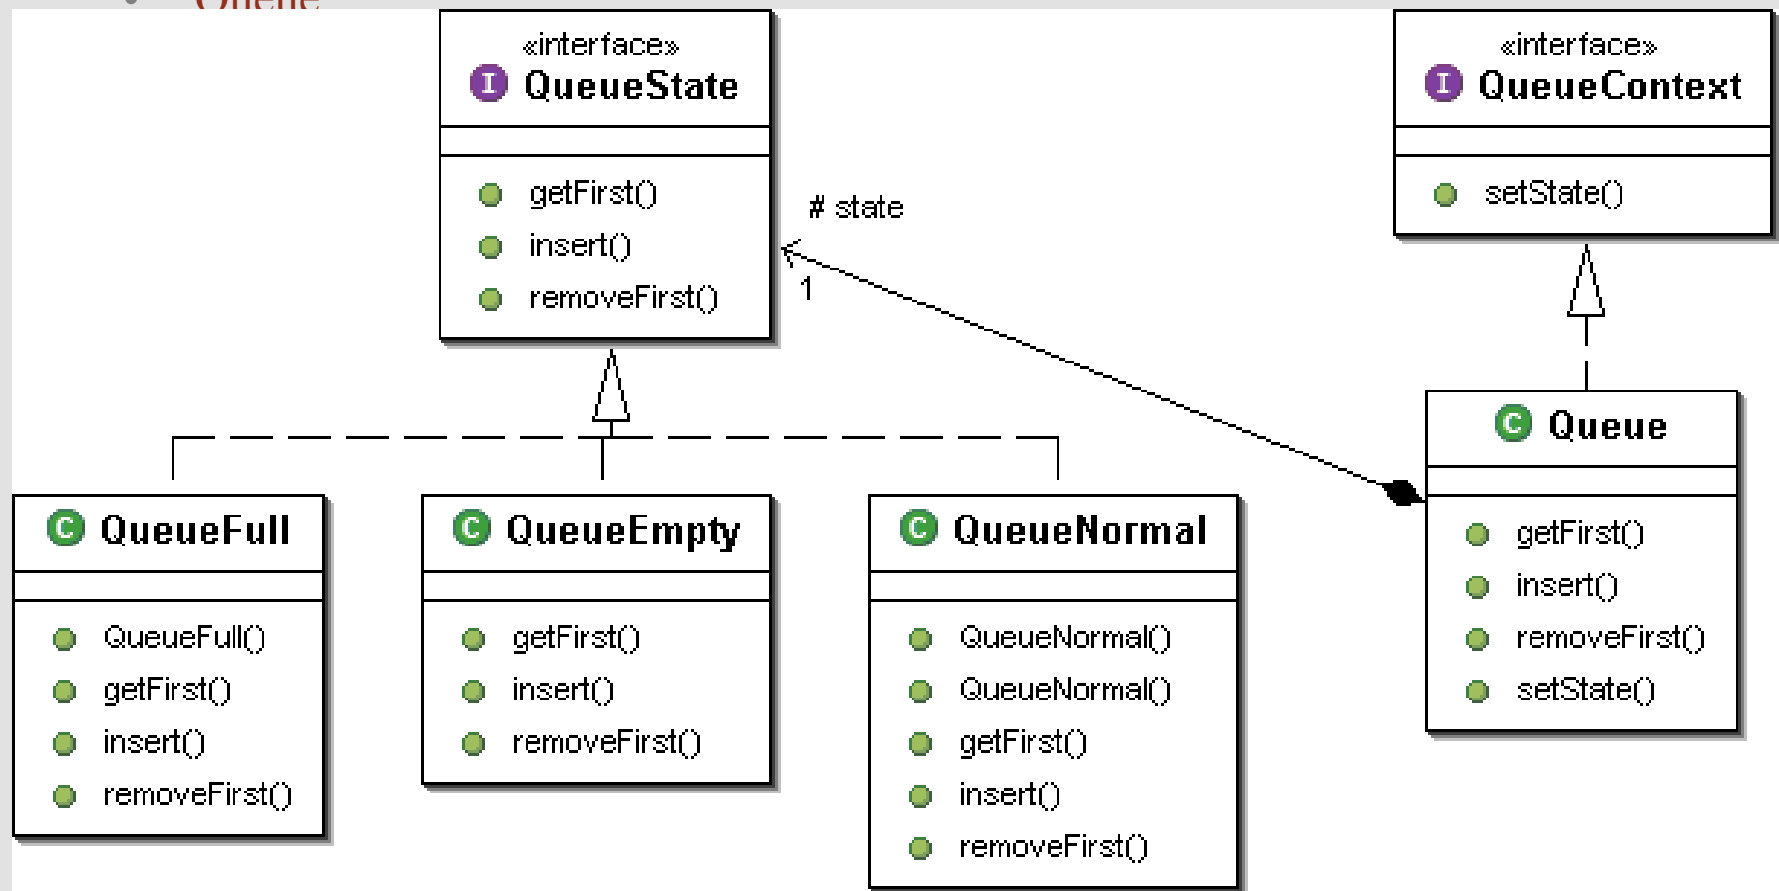 • Queue
«interface»
I QueueState
getFirst()
insert()
removeFirst()
# state
1
«interface»
I QueueContext
setState()
C QueueFull
QueueFull()
getFirst()
insert()
removeFirst()
C QueueEmpty
getFirst()
insert()
removeFirst()
C QueueNormal
QueueNormal()
QueueNormal()
getFirst()
insert()
removeFirst()
C Queue
getFirst()
insert()
removeFirst()
setState()